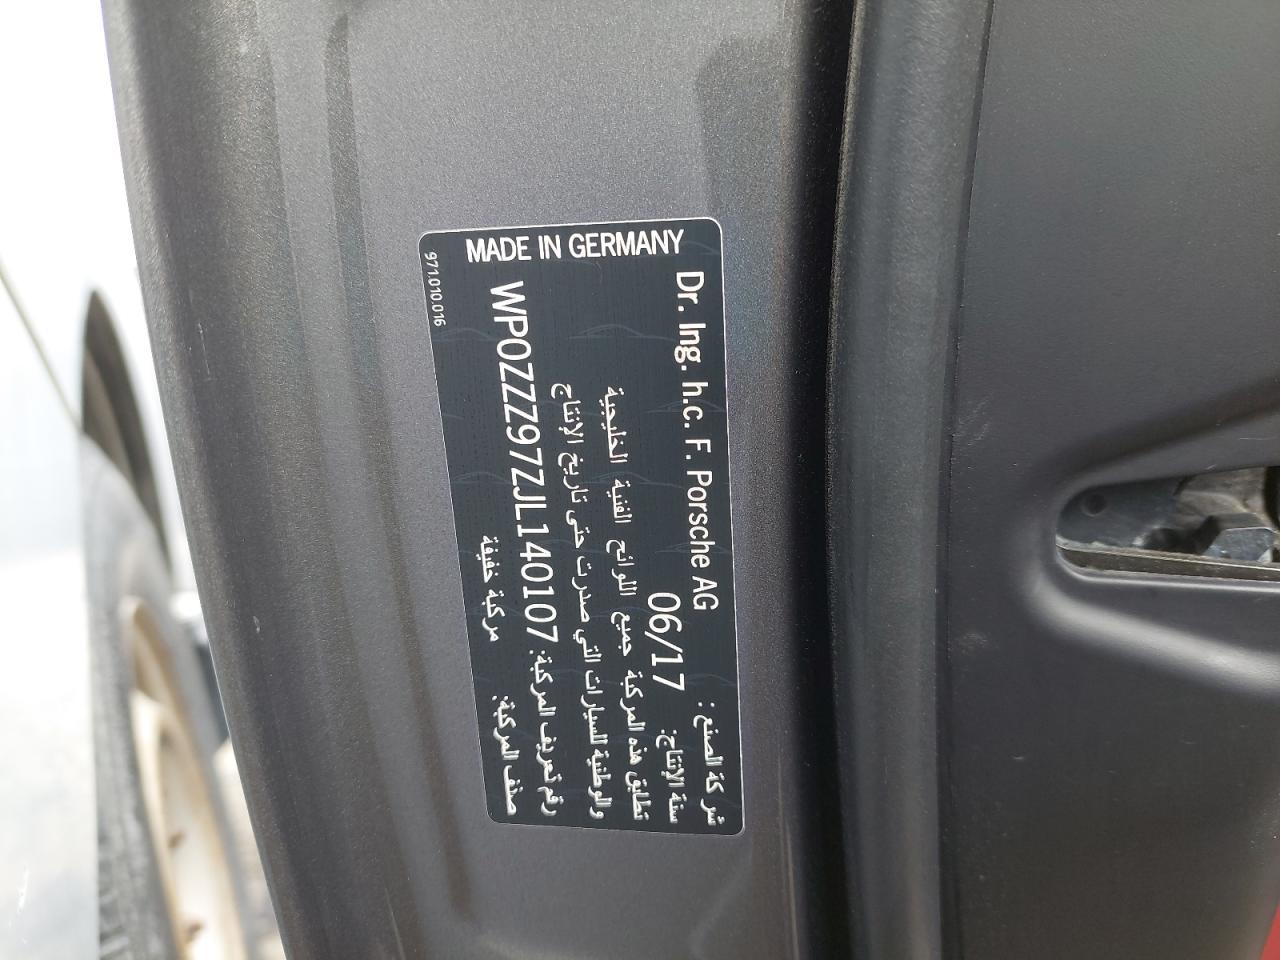 Dr. Ing. h.c. F. Porsche AG شركة الصنع :
06/17 سنة الإنتاج:
تطابق هذه المركبة جميع اللوائح الفنية الخليجية
والوطنية للسيارات التي صدرت حتى تاريخ الإنتاج
WP0ZZZ97ZJL140107 رقم تعريف المركبة:
صنف المركبة: مركبة خفيفة
MADE IN GERMANY
971.010.016